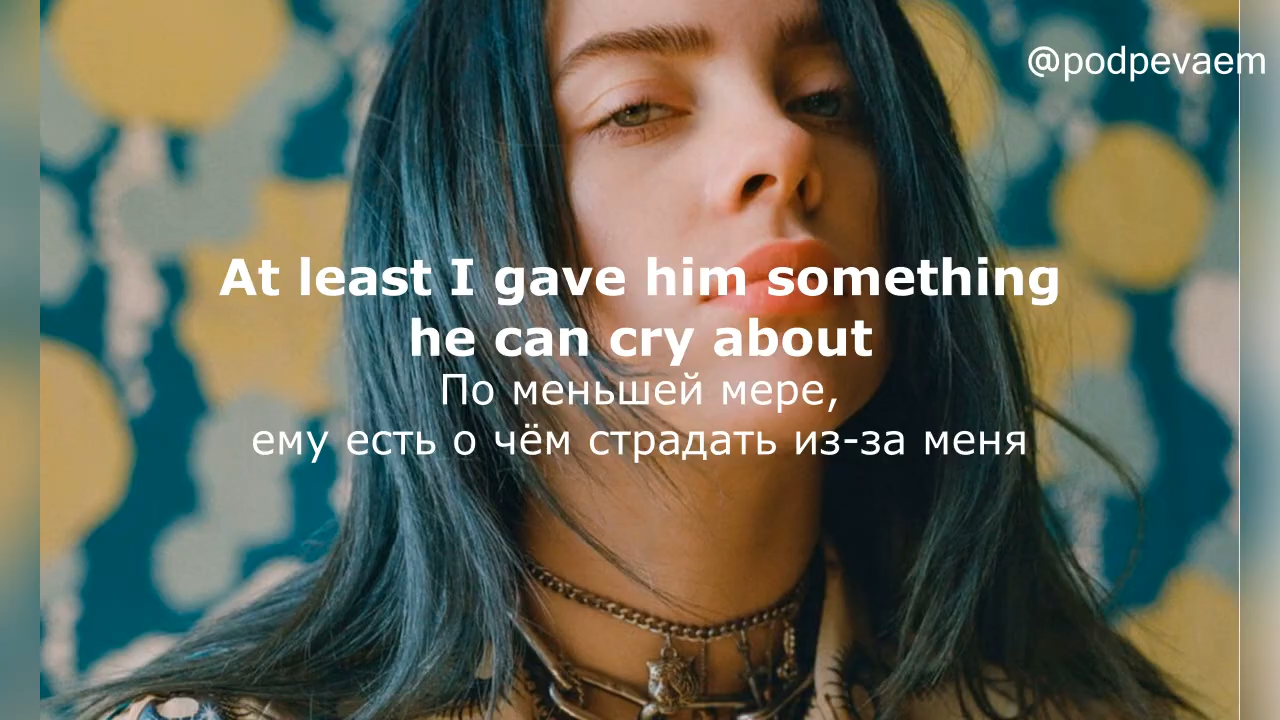 @podpevaem
At least I gave him something
he can cry about
По меньшей мере,
ему есть о чём страдать из-за меня